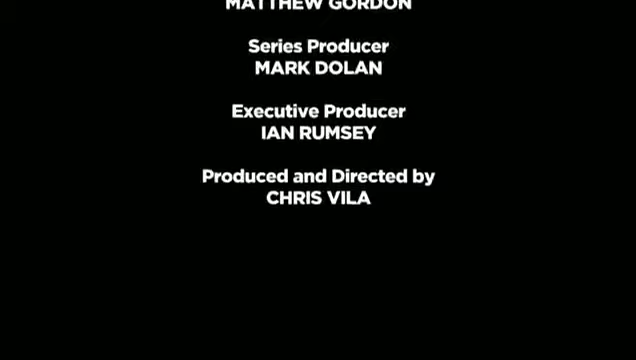 MATTHEW GORDON
Series Producer
MARK DOLAN
Executive Producer
IAN RUMSEY
Produced and Directed by
CHRIS VILA